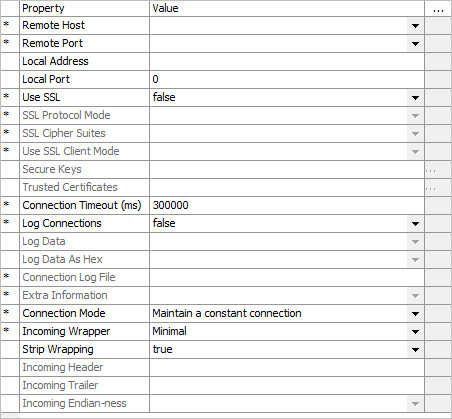 Property Value ...
* Remote Host
* Remote Port
Local Address
Local Port 0
* Use SSL false
* SSL Protocol Mode
* SSL Cipher Suites
* Use SSL Client Mode
Secure Keys ...
Trusted Certificates ...
* Connection Timeout (ms) 300000
* Log Connections false
Log Data
Log Data As Hex
* Connection Log File
* Extra Information
* Connection Mode Maintain a constant connection
* Incoming Wrapper Minimal
Strip Wrapping true
Incoming Header
Incoming Trailer
Incoming Endian-ness